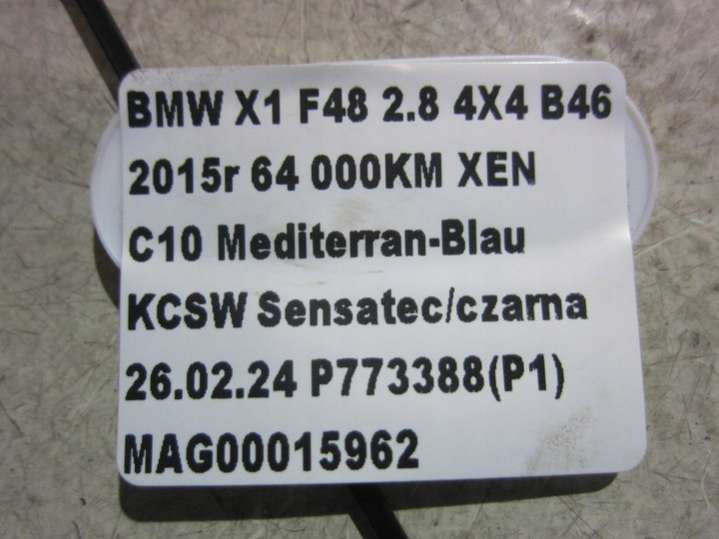 BMW X1 F48 2.8 4X4 B46
2015r 64 000KM XEN
C10 Mediterran-Blau
KCSW Sensatec/czarna
26.02.24 P773388(P1)
MAG00015962